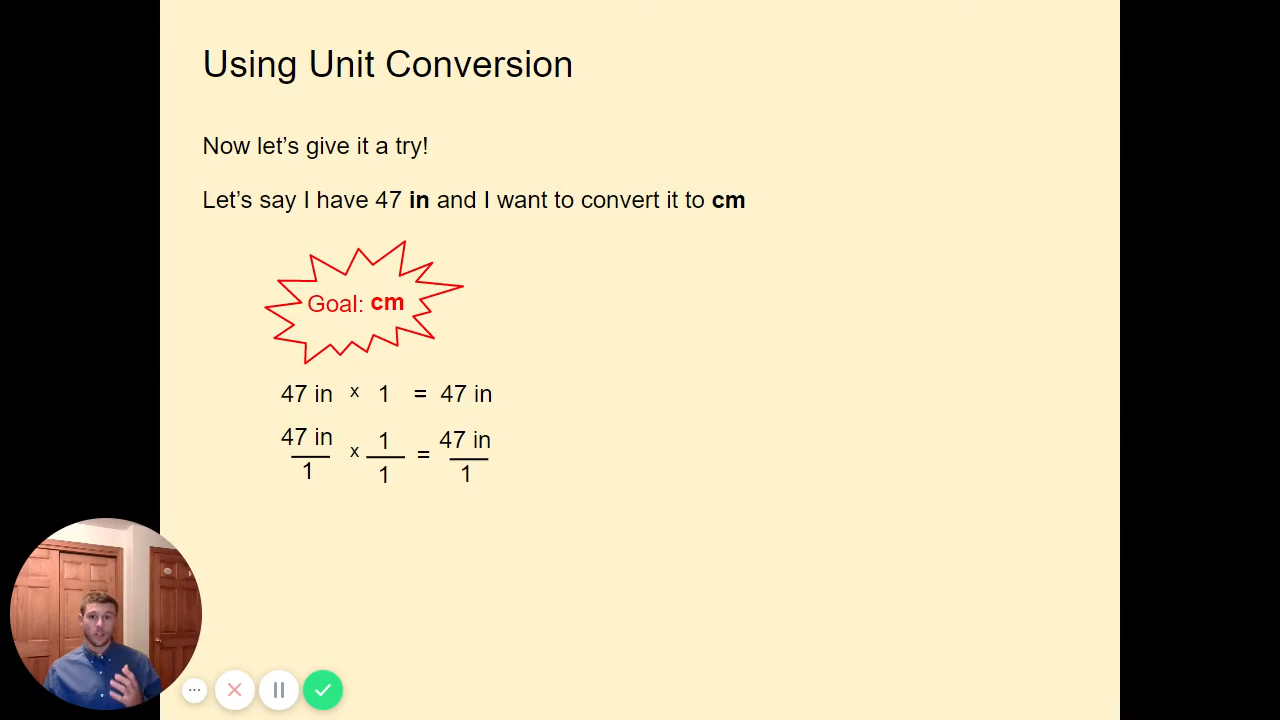 Using Unit Conversion
Now let’s give it a try!
Let’s say I have 47 in and I want to convert it to cm
Goal: cm
47 in x 1 = 47 in
47 in x 1 = 47 in
1 1 1